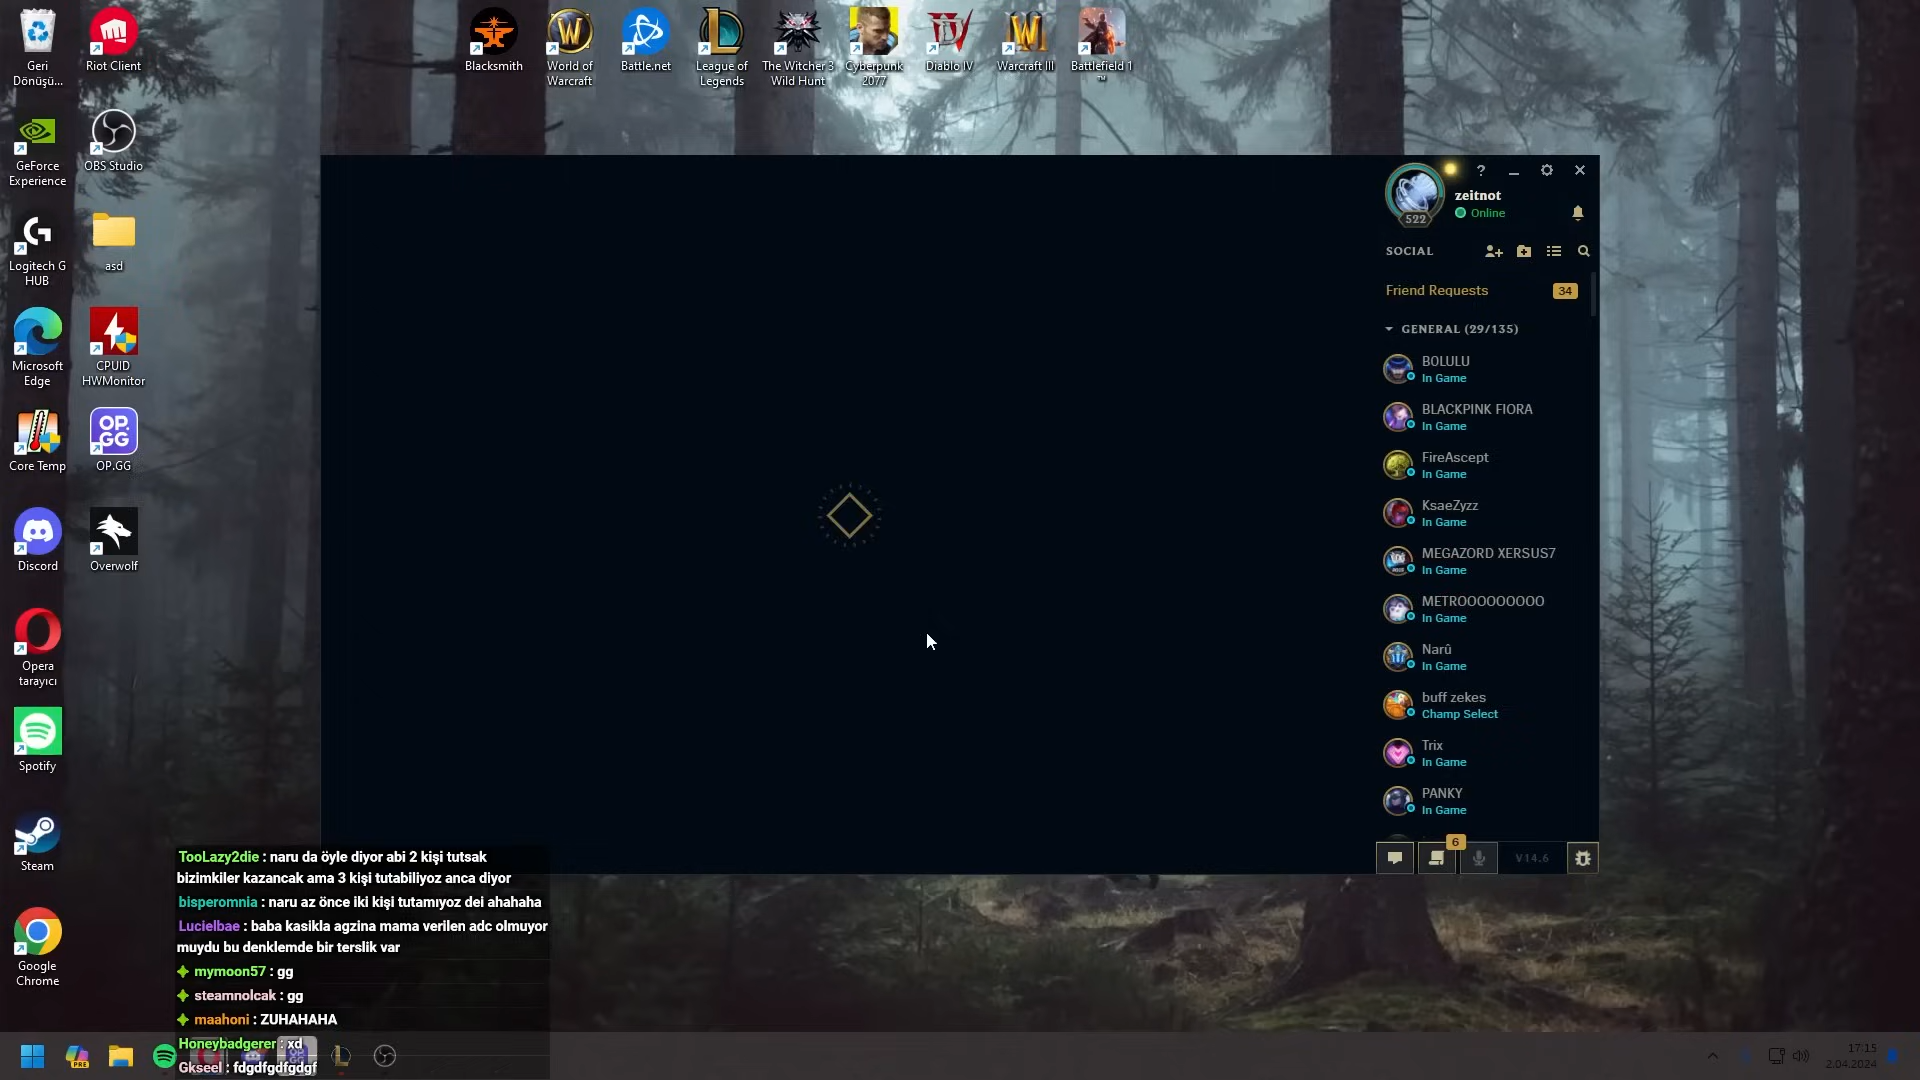 Geri
Dönüşü...
Riot Client
Blacksmith
World of
Warcraft
Battle.net
League of
Legends
The Witcher 3
Wild Hunt
Cyberpunk
2077
Diablo IV
Warcraft III
Battlefield 1
™
GeForce
Experience
OBS Studio
Logitech G
HUB
asd
Microsoft
Edge
CPUID
HWMonitor
Core Temp
OP.
GG
OP.GG
Discord
Overwolf
Opera
tarayıcı
Spotify
Steam
Google
Chrome
522
zeitnot
Online
SOCIAL
Friend Requests
34
GENERAL (29/135)
B0LULU
In Game
BLACKPINK FIORA
In Game
FireAscept
In Game
KsaeZyzz
In Game
MEGAZORD XERSUS7
In Game
METROOOOOOOOO
In Game
Narû
In Game
buff zekes
Champ Select
Trix
In Game
PANKY
In Game
6
V14.6
TooLazy2die : naru da öyle diyor abi 2 kişi tutsak
bizimkiler kazancak ama 3 kişi tutabiliyoz anca diyor
bisperomnia : naru az önce iki kişi tutamıyoz dei ahahaha
Lucielbae : baba kasikla agzina mama verilen adc olmuyor
muydu bu denklemde bir terslik var
mymoon57 : gg
steamnolcak : gg
maahoni : ZUHAHAHA
Honeybadgerer : xd
Gkseel : fdgdfgdfgdgf
PRE
17:15
2.04.2024